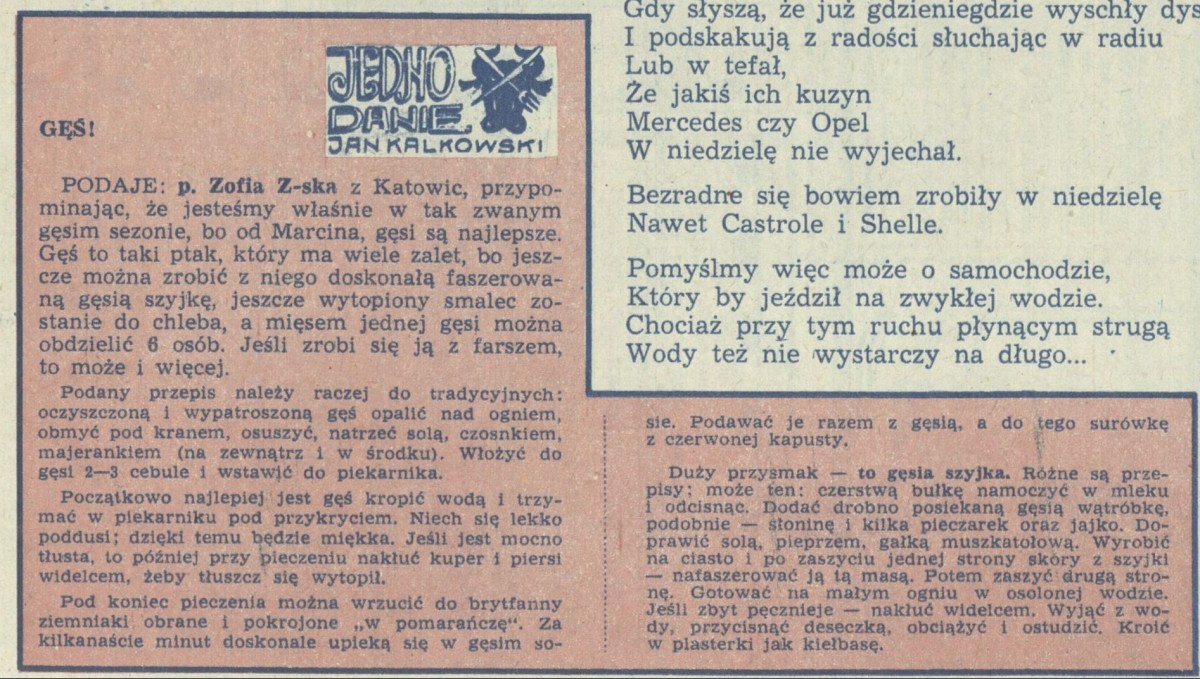 JEDNO
DANIE
JAN KALKOWSKI
GĘŚ!
PODAJE: p. Zofia Z-ska z Katowic, przypo-
minając, że jesteśmy właśnie w tak zwanym
gęsim sezonie, bo od Marcina, gęsi są najlepsze.
Gęś to taki ptak, który ma wiele zalet, bo jesz-
cze można zrobić z niego doskonałą faszerowa-
ną gęsią szyjkę, jeszcze wytopiony smalec zo-
stanie do chleba, a mięsem jednej gęsi można
obdzielić 6 osób. Jeśli zrobi się ją z farszem,
to może i więcej.
Podany przepis należy raczej do tradycyjnych:
oczyszczoną i wypatroszoną gęś opalić nad ogniem,
obmyć pod kranem, osuszyć, natrzeć solą, czosnkiem,
majerankiem (na zewnątrz i w środku). Włożyć do
gęsi 2—3 cebule i wstawić do piekarnika.
Początkowo najlepiej jest gęś kropić wodą i trzy-
mać w piekarniku pod przykryciem. Niech się lekko
poddusi; dzięki temu będzie miękka. Jeśli jest mocno
tłusta, to później przy pieczeniu nakłuć kuper i piersi
widelcem, żeby tłuszcz się wytopił.
Pod koniec pieczenia można wrzucić do brytfanny
ziemniaki obrane i pokrojone „w pomarańczę“. Za
kilkanaście minut doskonale upieką się w gęsim so-
sie. Podawać je razem z gęsią, a do tego surówkę
z czerwonej kapusty.
Duży przysmak — to gęsia szyjka. Różne są prze-
pisy; może ten: czerstwą bułkę namoczyć w mleku
i odcisnąć. Dodać drobno posiekaną gęsią wątróbkę,
podobnie — słoninę i kilka pieczarek oraz jajko. Do-
prawić solą, pieprzem, gałką muszkatołową. Wyrobić
na ciasto i po zaszyciu jednej strony skóry z szyjki
— nafaszerować ją tą masą. Potem zaszyć drugą stro-
nę. Gotować na małym ogniu w osolonej wodzie.
Jeśli zbyt pęcznieje — nakłuć widelcem. Wyjąć z wo-
dy, przycisnąć deseczką, obciążyć i ostudzić. Kroić
w plasterki jak kiełbasę.
Gdy słyszą, że już gdzieniegdzie wyschły dys
I podskakują z radości słuchając w radiu
Lub w tefał,
Że jakiś ich kuzyn
Mercedes czy Opel
W niedzielę nie wyjechał.
Bezradne się bowiem zrobiły w niedzielę
Nawet Castrole i Shelle.
Pomyślmy więc może o samochodzie,
Który by jeździł na zwykłej wodzie.
Chociaż przy tym ruchu płynącym strugą
Wody też nie wystarczy na długo...